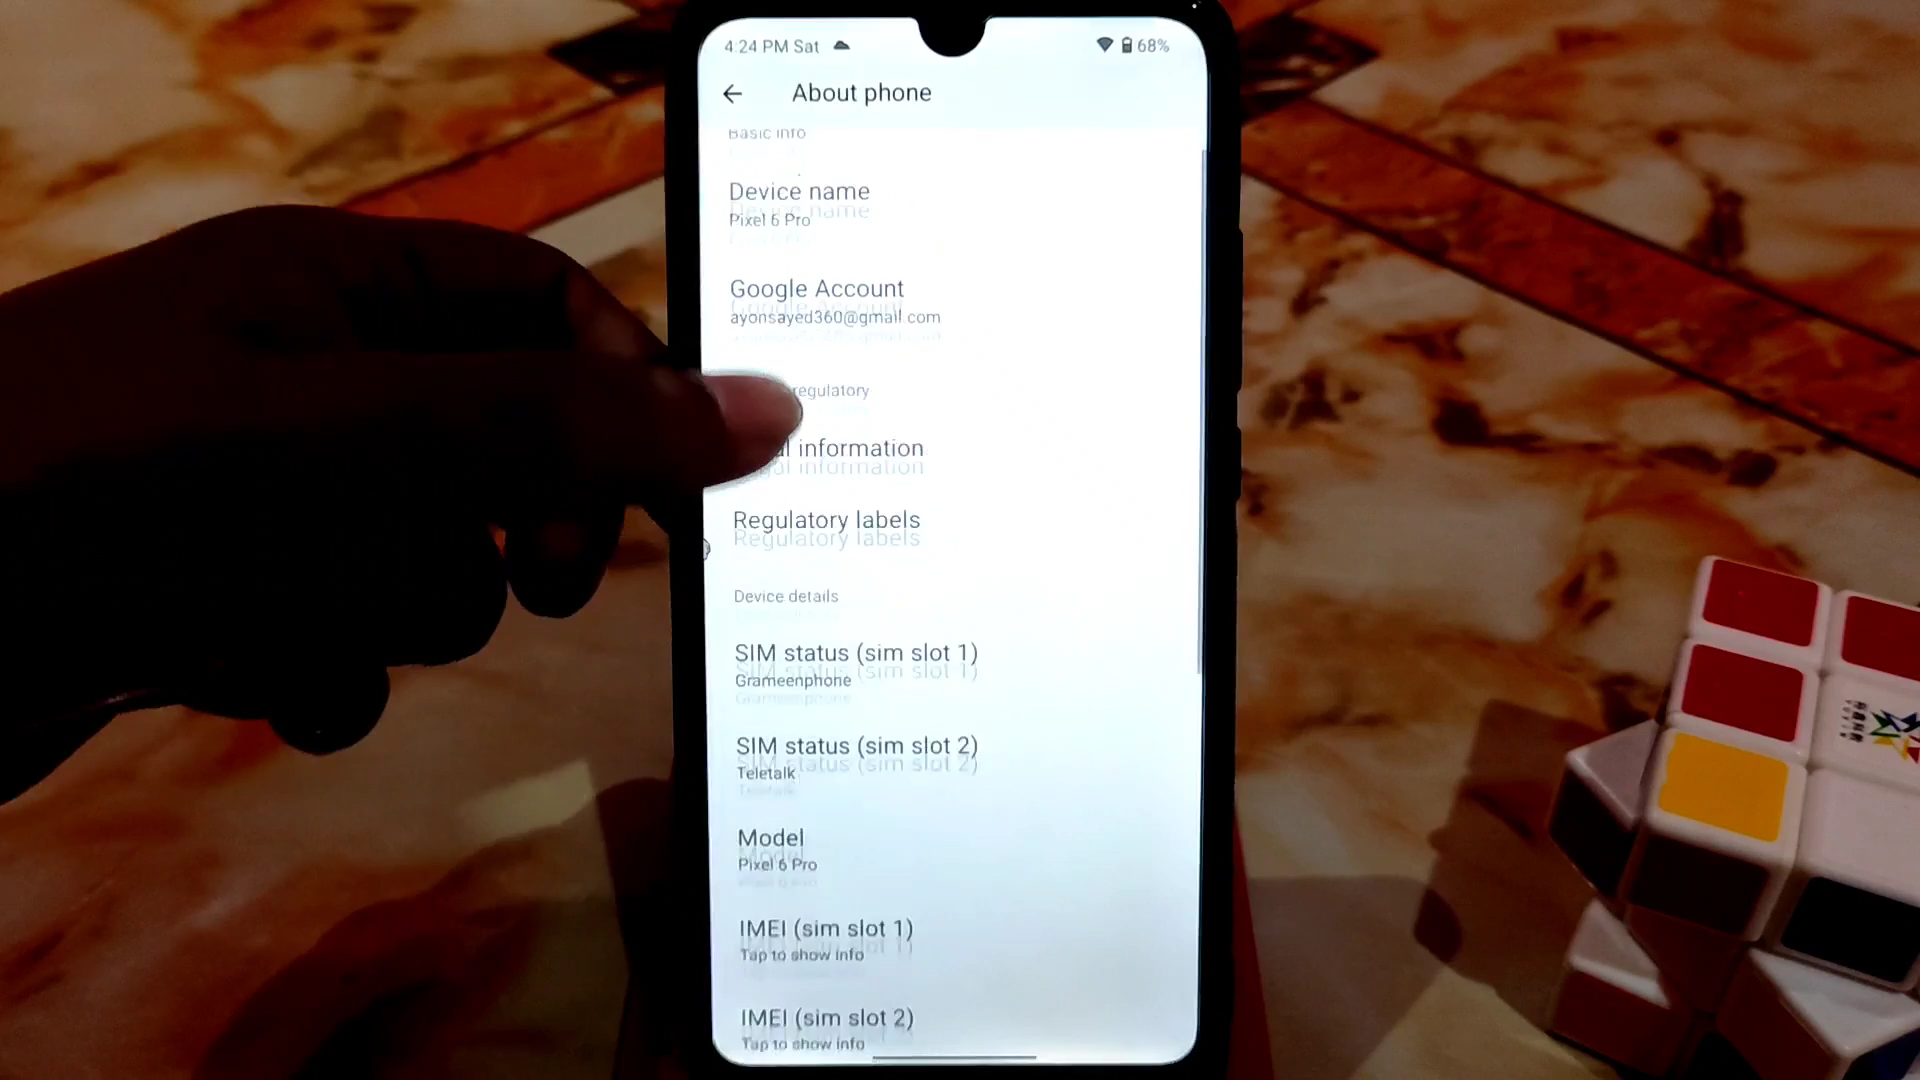 4:24 PM Sat
68%
About phone
Basic info
Device name
Pixel 6 Pro
Google Account
ayonsayed360@gmail.com
regulatory
information
Regulatory labels
Device details
SIM status (sim slot 1)
Grameenphone
SIM status (sim slot 2)
Teletalk
Model
Pixel 6 Pro
IMEI (sim slot 1)
Tap to show info
IMEI (sim slot 2)
Tap to show info